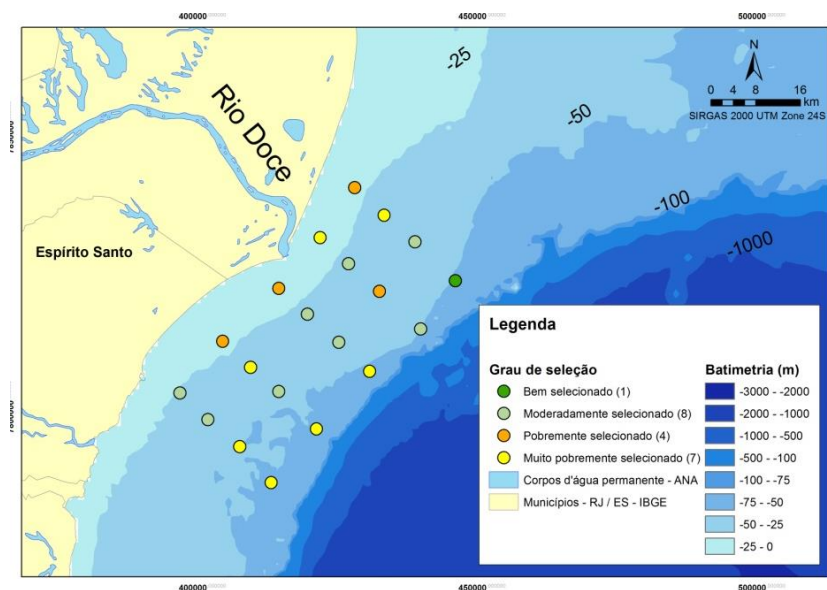 400000 450000 500000
-25
N
0 4 8 16
km
SIRGAS 2000 UTM Zone 24S
Rio Doce
-50
-100
Espírito Santo
-1000
Legenda
Grau de seleção
Bem selecionado (1)
Moderadamente selecionado (8)
Pobremente selecionado (4)
Muito pobremente selecionado (7)
Corpos d'água permanente - ANA
Municípios - RJ / ES - IBGE
Batimetria (m)
-3000 - -2000
-2000 - -1000
-1000 - -500
-500 - -100
-100 - -75
-75 - -50
-50 - -25
-25 - 0
400000 450000 500000